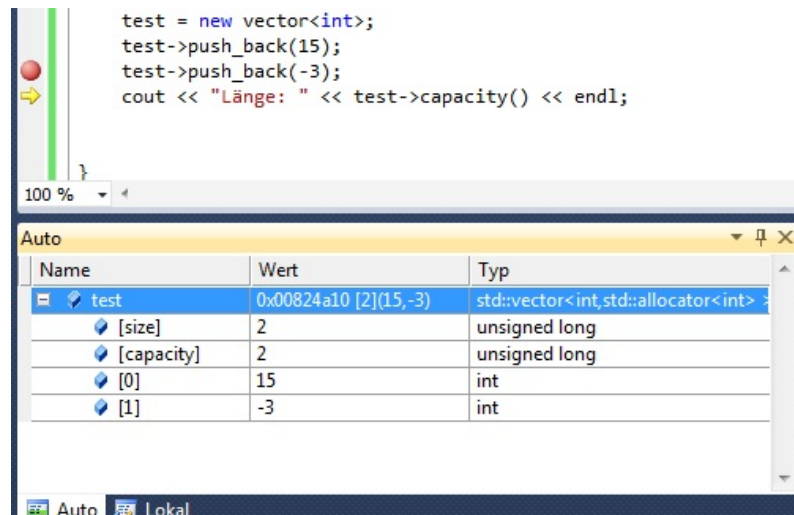 test = new vector<int>;
test->push_back(15);
test->push_back(-3);
cout << "Länge: " << test->capacity() << endl;
}
100 %
Auto
Name Wert Typ
test 0x00824a10 [2](15,-3) std::vector<int,std::allocator<int> >
[size] 2 unsigned long
[capacity] 2 unsigned long
[0] 15 int
[1] -3 int
Auto Lokal